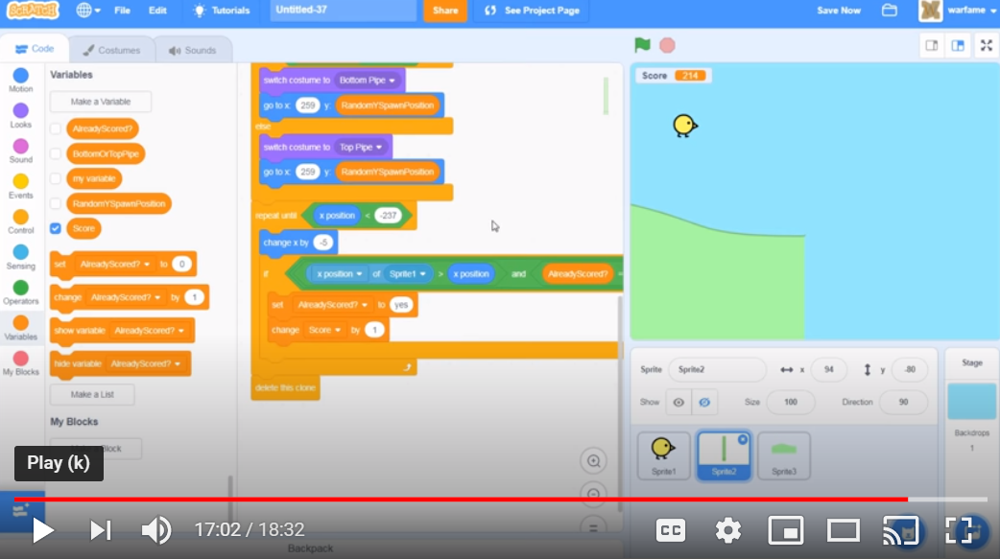 SCRATCH File Edit Tutorials Untitled-37 Share See Project Page Save Now warfame
Code Costumes Sounds
Motion
Looks
Sound
Events
Control
Sensing
Operators
Variables
My Blocks
Variables
Make a Variable
AlreadyScored?
BottomOrTopPipe
my variable
RandomYSpawnPosition
Score
set AlreadyScored? to 0
change AlreadyScored? by 1
show variable AlreadyScored?
hide variable AlreadyScored?
Make a List
My Blocks
Block
switch costume to Bottom Pipe
go to x: 259 y: RandomYSpawnPosition
else
switch costume to Top Pipe
go to x: 259 y: RandomYSpawnPosition
repeat until x position < -237
change x by -5
if x position of Sprite1 > x position and AlreadyScored? =
set AlreadyScored? to yes
change Score by 1
delete this clone
Score 214
Sprite Sprite2 x 94 y -80
Show Size 100 Direction 90
Sprite1 Sprite2 Sprite3
Stage
Backdrops
1
Play (k)
17:02 / 18:32
CC
Backpack